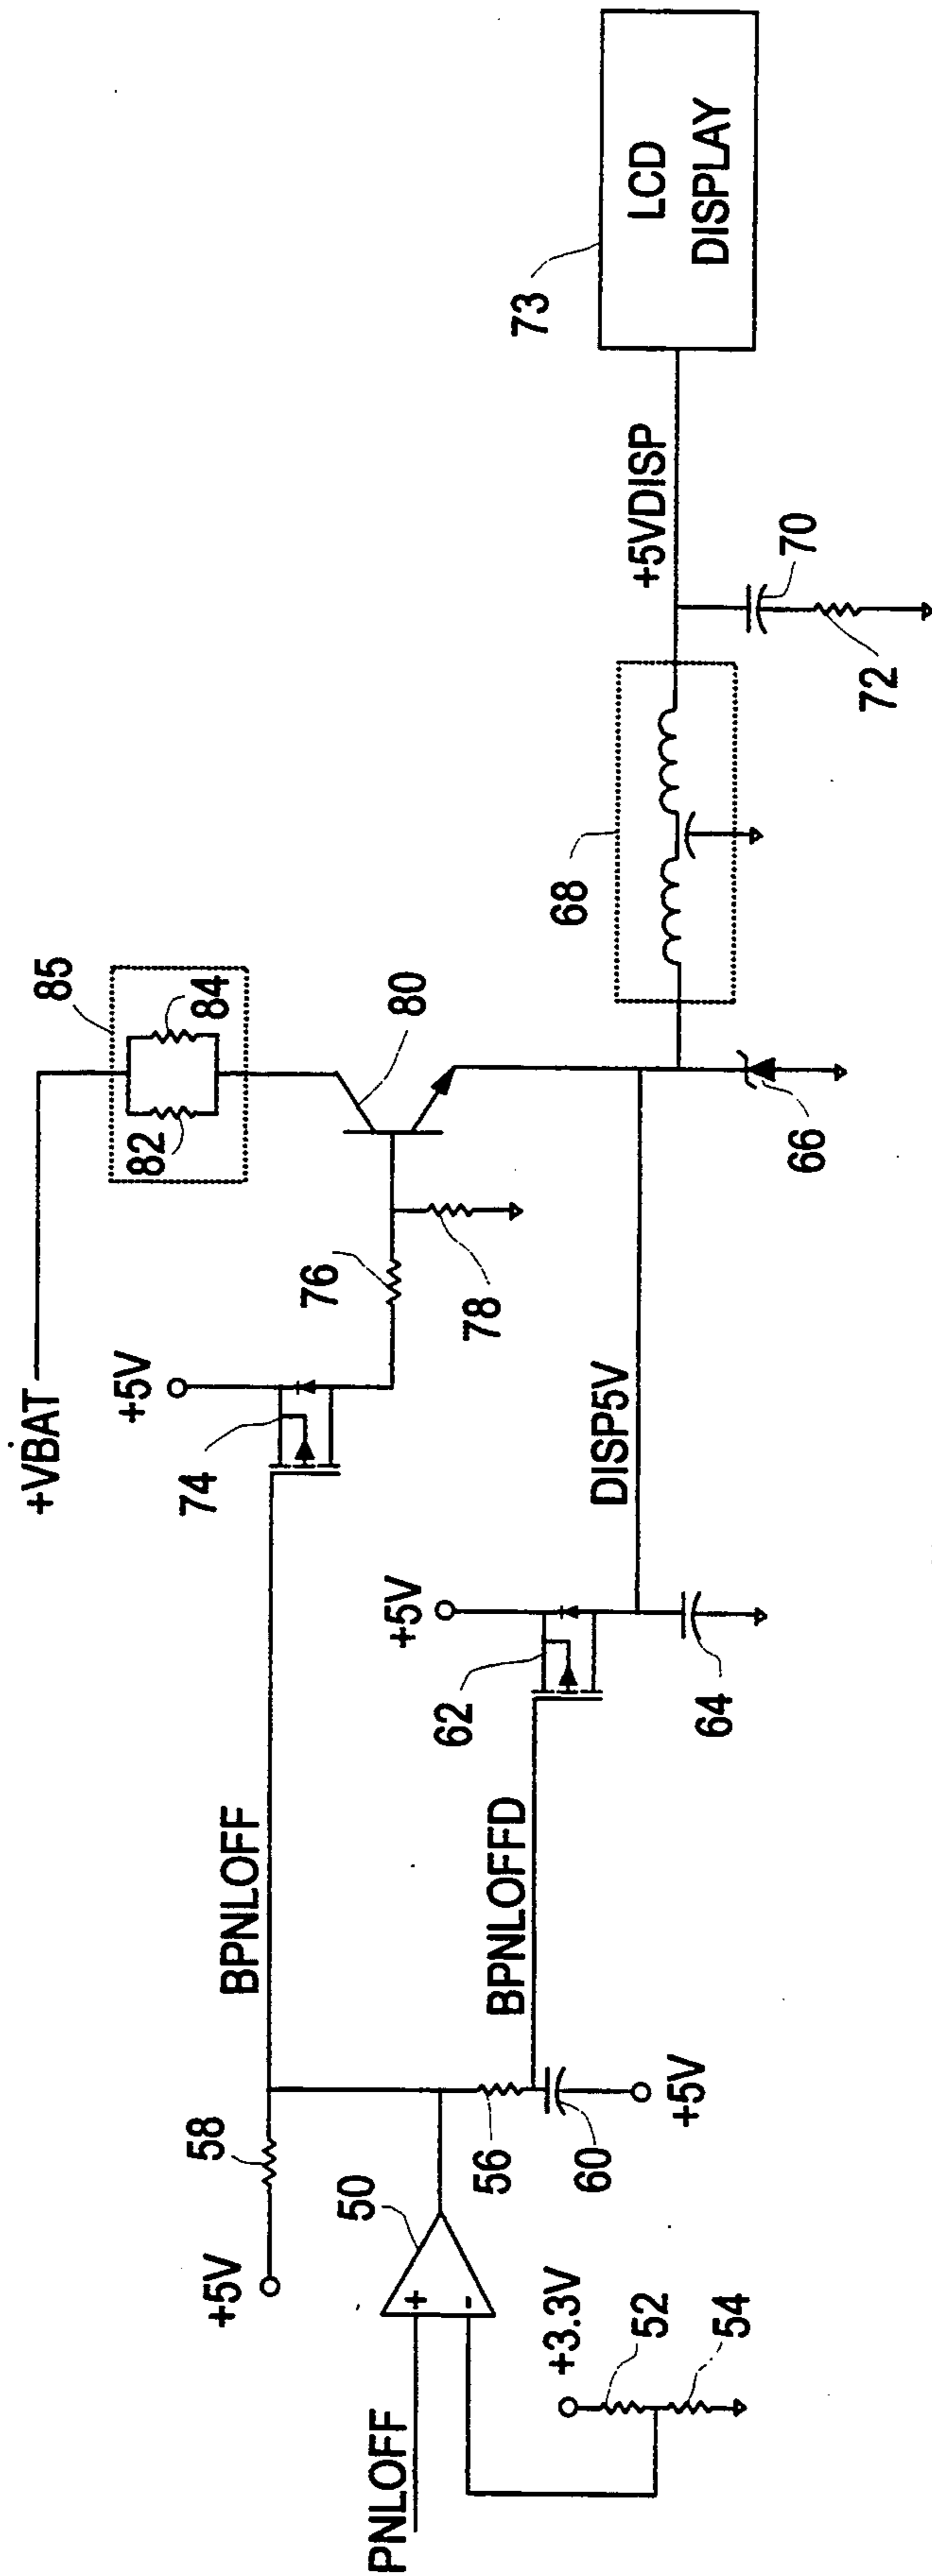 +VBAT
85
82
84
+5V
74
76
78
80
BPNLOFF
58
+5V
50
+
-
PNLOFF
+3.3V
52
54
56
60
+5V
BPNLOFFD
+5V
62
64
DISP5V
66
68
+5VDISP
70
72
73
LCD
DISPLAY